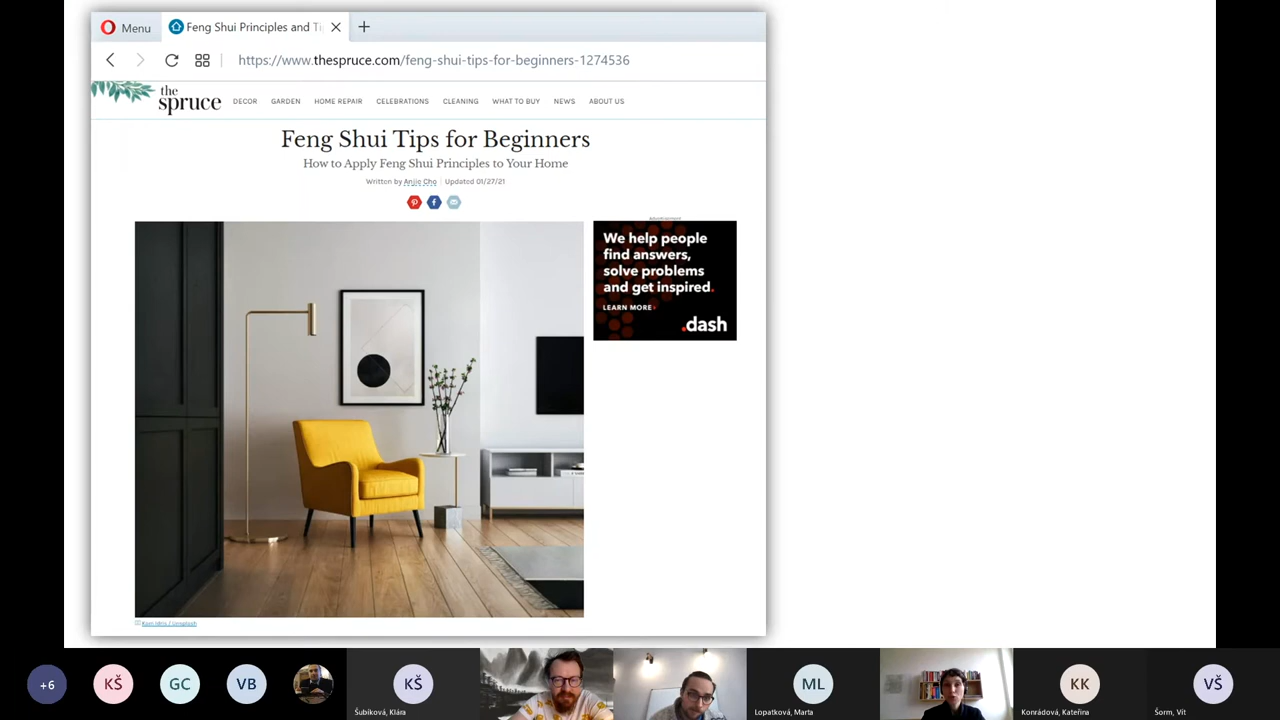 Menu
Feng Shui Principles and Ti
https://www.thespruce.com/feng-shui-tips-for-beginners-1274536
the
spruce
DECOR GARDEN HOME REPAIR CELEBRATIONS CLEANING WHAT TO BUY NEWS ABOUT US
Feng Shui Tips for Beginners
How to Apply Feng Shui Principles to Your Home
Written by Anjie Cho | Updated 01/27/21
We help people
find answers,
solve problems
and get inspired.
LEARN MORE
.dash
+6 KŠ GC VB KŠ ML KK VŠ
Šubíková, Klára Lopatková, Marta Konrádová, Kateřina Šorm, Vít